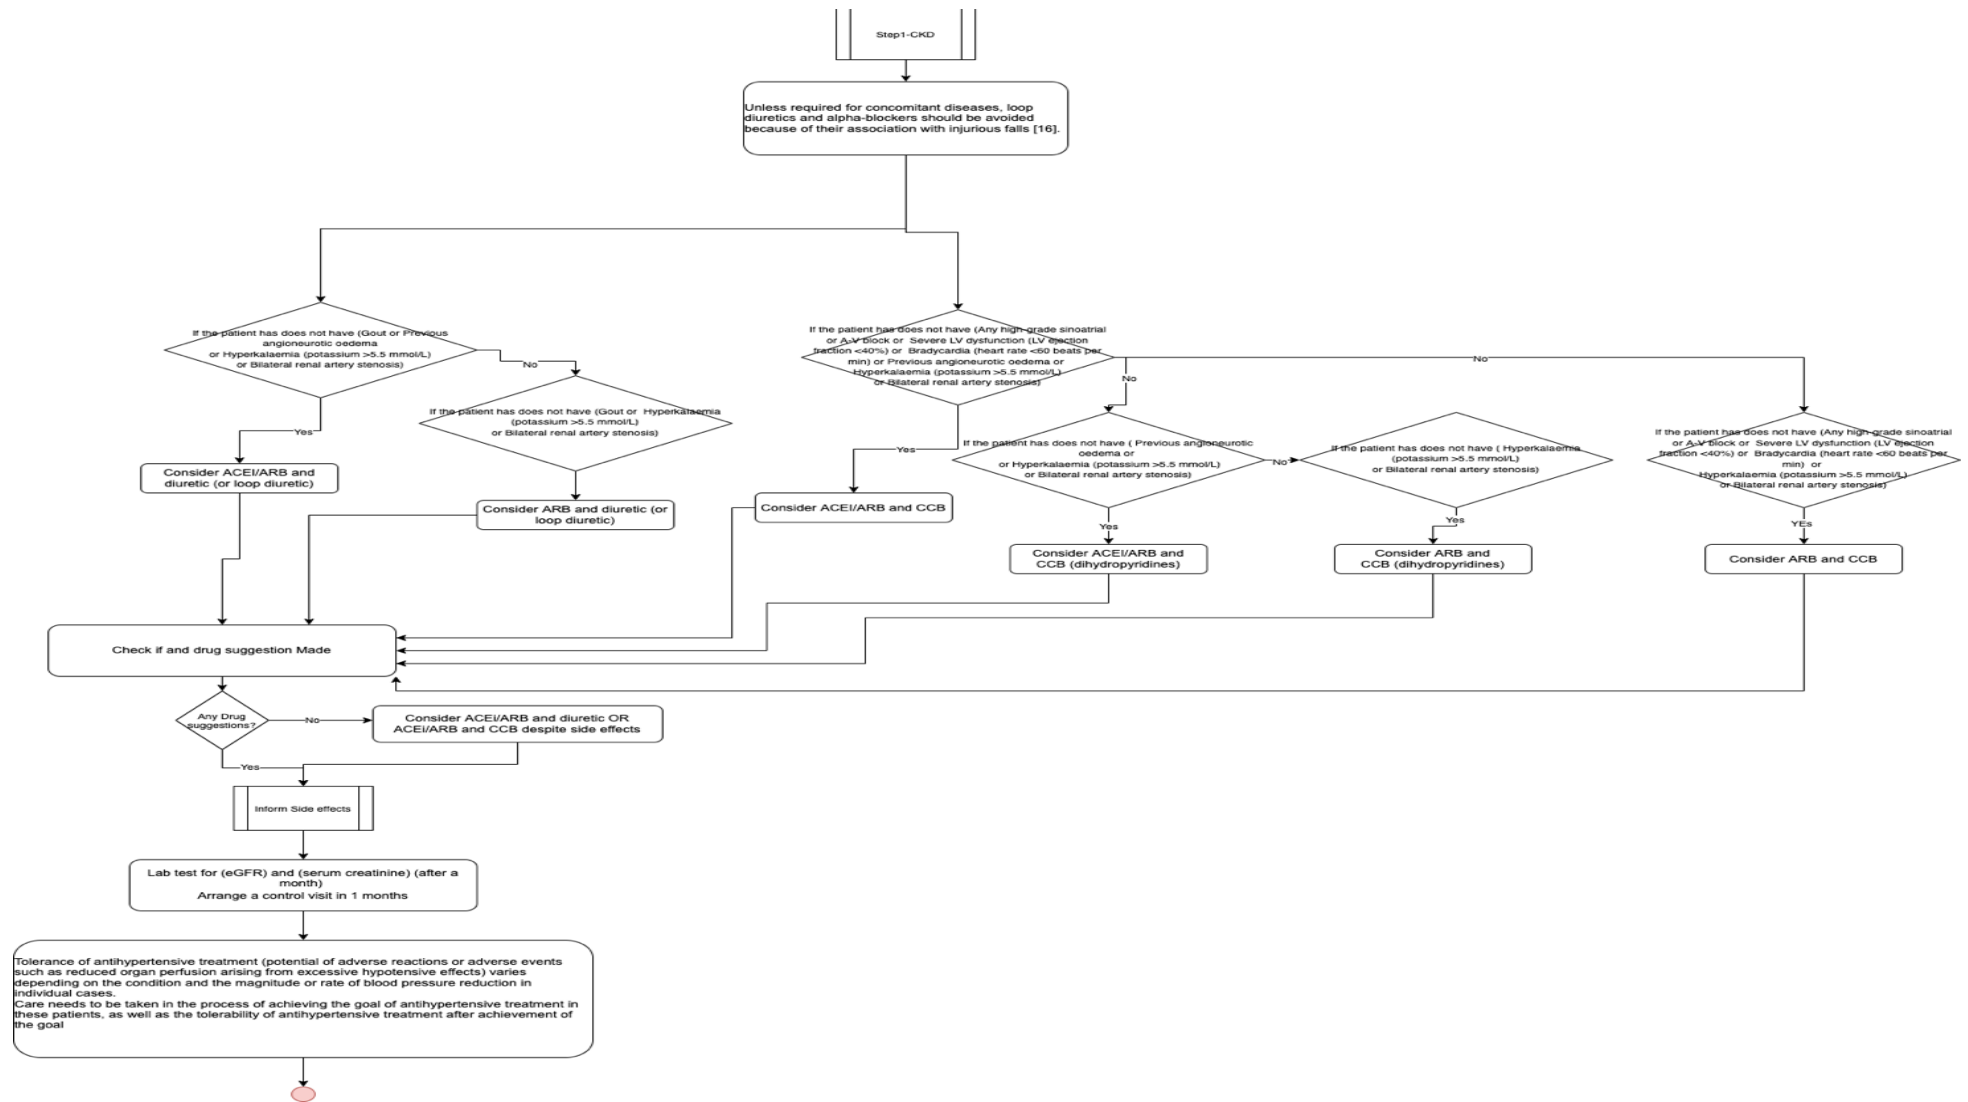 Step1-CKD
Unless required for concomitant diseases, loop
diuretics and alpha-blockers should be avoided
because of their association with injurious falls [16].
If the patient has does not have (Gout or Previous
angioneurotic oedema
or Hyperkalaemia (potassium >5.5 mmol/L)
or Bilateral renal artery stenosis)
No
Yes
If the patient has does not have (Gout or Hyperkalaemia
(potassium >5.5 mmol/L)
or Bilateral renal artery stenosis)
Consider ACEI/ARB and
diuretic (or loop diuretic)
Consider ARB and diuretic (or
loop diuretic)
If the patient has does not have (Any high-grade sinoatrial
or A-V block or Severe LV dysfunction (LV ejection
fraction <40%) or Bradycardia (heart rate <60 beats per
min) or Previous angioneurotic oedema or
Hyperkalaemia (potassium >5.5 mmol/L)
or Bilateral renal artery stenosis)
No
No
Yes
Consider ACEI/ARB and CCB
If the patient has does not have ( Previous angioneurotic
oedema or
or Hyperkalaemia (potassium >5.5 mmol/L)
or Bilateral renal artery stenosis)
No
Yes
Consider ACEI/ARB and
CCB (dihydropyridines)
If the patient has does not have ( Hyperkalaemia
(potassium >5.5 mmol/L)
or Bilateral renal artery stenosis)
Yes
Consider ARB and
CCB (dihydropyridines)
If the patient has does not have (Any high-grade sinoatrial
or A-V block or Severe LV dysfunction (LV ejection
fraction <40%) or Bradycardia (heart rate <60 beats per
min) or
Hyperkalaemia (potassium >5.5 mmol/L)
or Bilateral renal artery stenosis)
YEs
Consider ARB and CCB
Check if and drug suggestion Made
Any Drug
suggestions?
No
Consider ACEi/ARB and diuretic OR
ACEi/ARB and CCB despite side effects
Yes
Inform Side effects
Lab test for (eGFR) and (serum creatinine) (after a
month)
Arrange a control visit in 1 months
Tolerance of antihypertensive treatment (potential of adverse reactions or adverse events
such as reduced organ perfusion arising from excessive hypotensive effects) varies
depending on the condition and the magnitude or rate of blood pressure reduction in
individual cases.
Care needs to be taken in the process of achieving the goal of antihypertensive treatment in
these patients, as well as the tolerability of antihypertensive treatment after achievement of
the goal